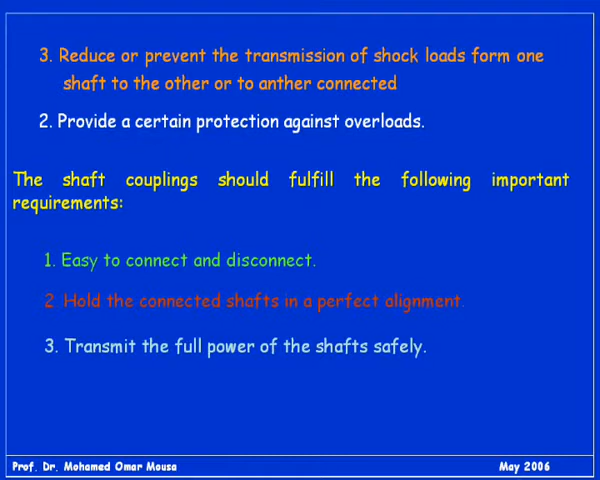 3. Reduce or prevent the transmission of shock loads form one
shaft to the other or to anther connected
2. Provide a certain protection against overloads.
The shaft couplings should fulfill the following important
requirements:
1. Easy to connect and disconnect.
2. Hold the connected shafts in a perfect alignment.
3. Transmit the full power of the shafts safely.
Prof. Dr. Mohamed Omar Mousa May 2006